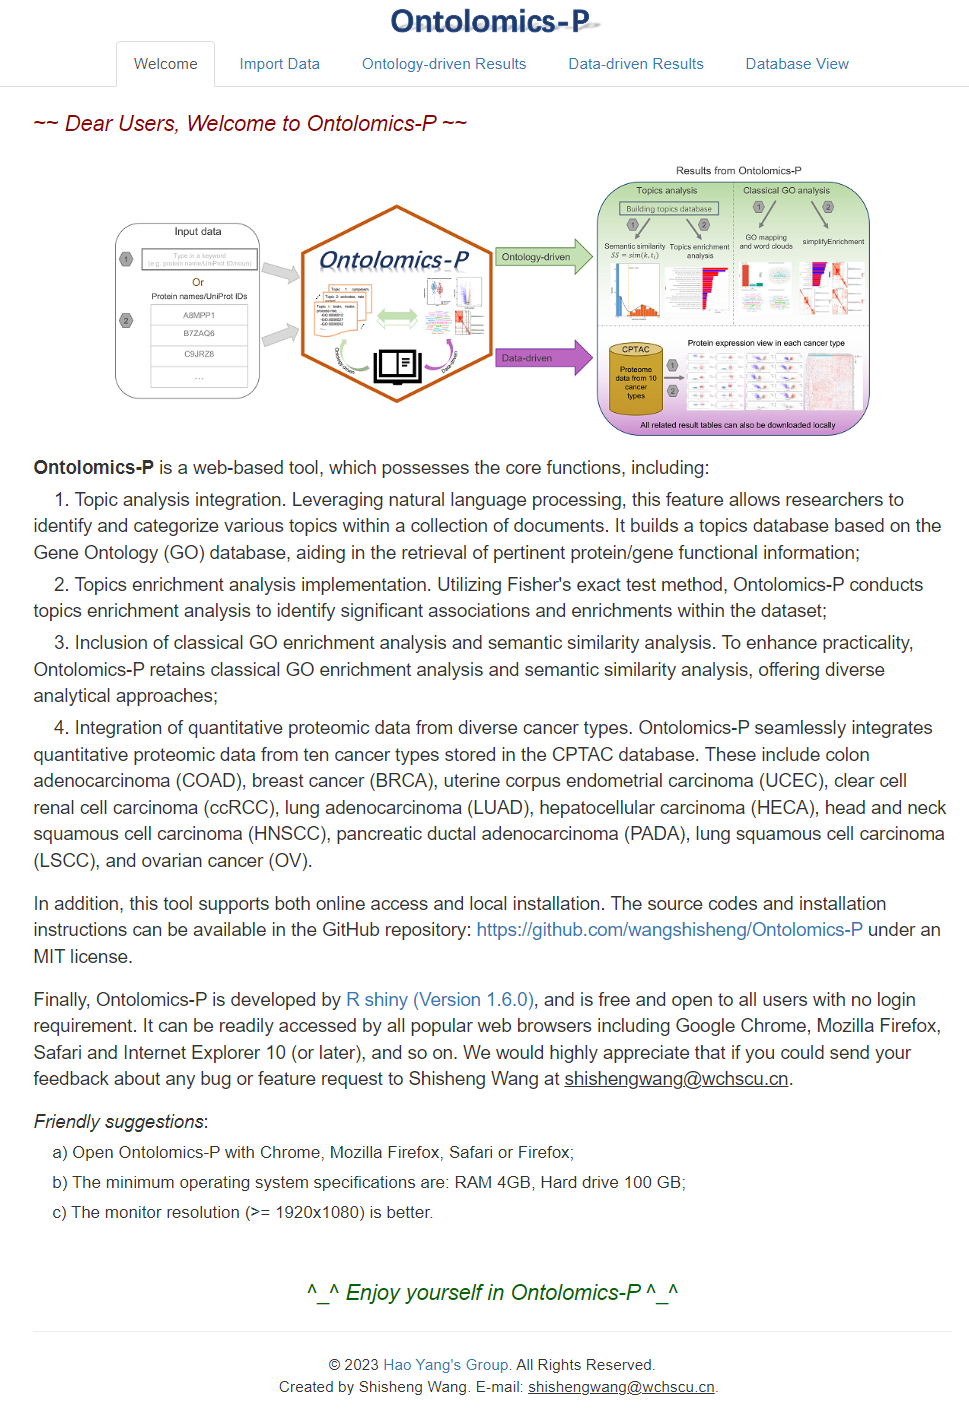 Ontolomics-P
Welcome
Import Data
Ontology-driven Results
Data-driven Results
Database View
~~ Dear Users, Welcome to Ontolomics-P ~~
Input data
1
Type in a keyword
(e.g. protein name/UniProt ID/noun)
Or
Protein names/UniProt IDs
2
A8MPP1
B7ZAQ6
C9JRZ8
...
Ontolomics-P
Ontology-driven
Data-driven
Ontology-driven
Data-driven
Results from Ontolomics-P
Topics analysis
Classical GO analysis
Building topics database
1
2
1
2
Semantic similarity
SS = sim(k, tᵢ)
Topics enrichment
analysis
GO mapping
and word clouds
simplifyEnrichment
CPTAC
Proteome
data from 10
cancer
types
1
2
Protein expression view in each cancer type
All related result tables can also be downloaded locally
Ontolomics-P is a web-based tool, which possesses the core functions, including:
1. Topic analysis integration. Leveraging natural language processing, this feature allows researchers to
identify and categorize various topics within a collection of documents. It builds a topics database based on the
Gene Ontology (GO) database, aiding in the retrieval of pertinent protein/gene functional information;
2. Topics enrichment analysis implementation. Utilizing Fisher's exact test method, Ontolomics-P conducts
topics enrichment analysis to identify significant associations and enrichments within the dataset;
3. Inclusion of classical GO enrichment analysis and semantic similarity analysis. To enhance practicality,
Ontolomics-P retains classical GO enrichment analysis and semantic similarity analysis, offering diverse
analytical approaches;
4. Integration of quantitative proteomic data from diverse cancer types. Ontolomics-P seamlessly integrates
quantitative proteomic data from ten cancer types stored in the CPTAC database. These include colon
adenocarcinoma (COAD), breast cancer (BRCA), uterine corpus endometrial carcinoma (UCEC), clear cell
renal cell carcinoma (ccRCC), lung adenocarcinoma (LUAD), hepatocellular carcinoma (HECA), head and neck
squamous cell carcinoma (HNSCC), pancreatic ductal adenocarcinoma (PADA), lung squamous cell carcinoma
(LSCC), and ovarian cancer (OV).
In addition, this tool supports both online access and local installation. The source codes and installation
instructions can be available in the GitHub repository: https://github.com/wangshisheng/Ontolomics-P under an
MIT license.
Finally, Ontolomics-P is developed by R shiny (Version 1.6.0), and is free and open to all users with no login
requirement. It can be readily accessed by all popular web browsers including Google Chrome, Mozilla Firefox,
Safari and Internet Explorer 10 (or later), and so on. We would highly appreciate that if you could send your
feedback about any bug or feature request to Shisheng Wang at shishengwang@wchscu.cn.
Friendly suggestions:
a) Open Ontolomics-P with Chrome, Mozilla Firefox, Safari or Firefox;
b) The minimum operating system specifications are: RAM 4GB, Hard drive 100 GB;
c) The monitor resolution (>= 1920x1080) is better.
^_^ Enjoy yourself in Ontolomics-P ^_^
© 2023 Hao Yang's Group. All Rights Reserved.
Created by Shisheng Wang. E-mail: shishengwang@wchscu.cn.